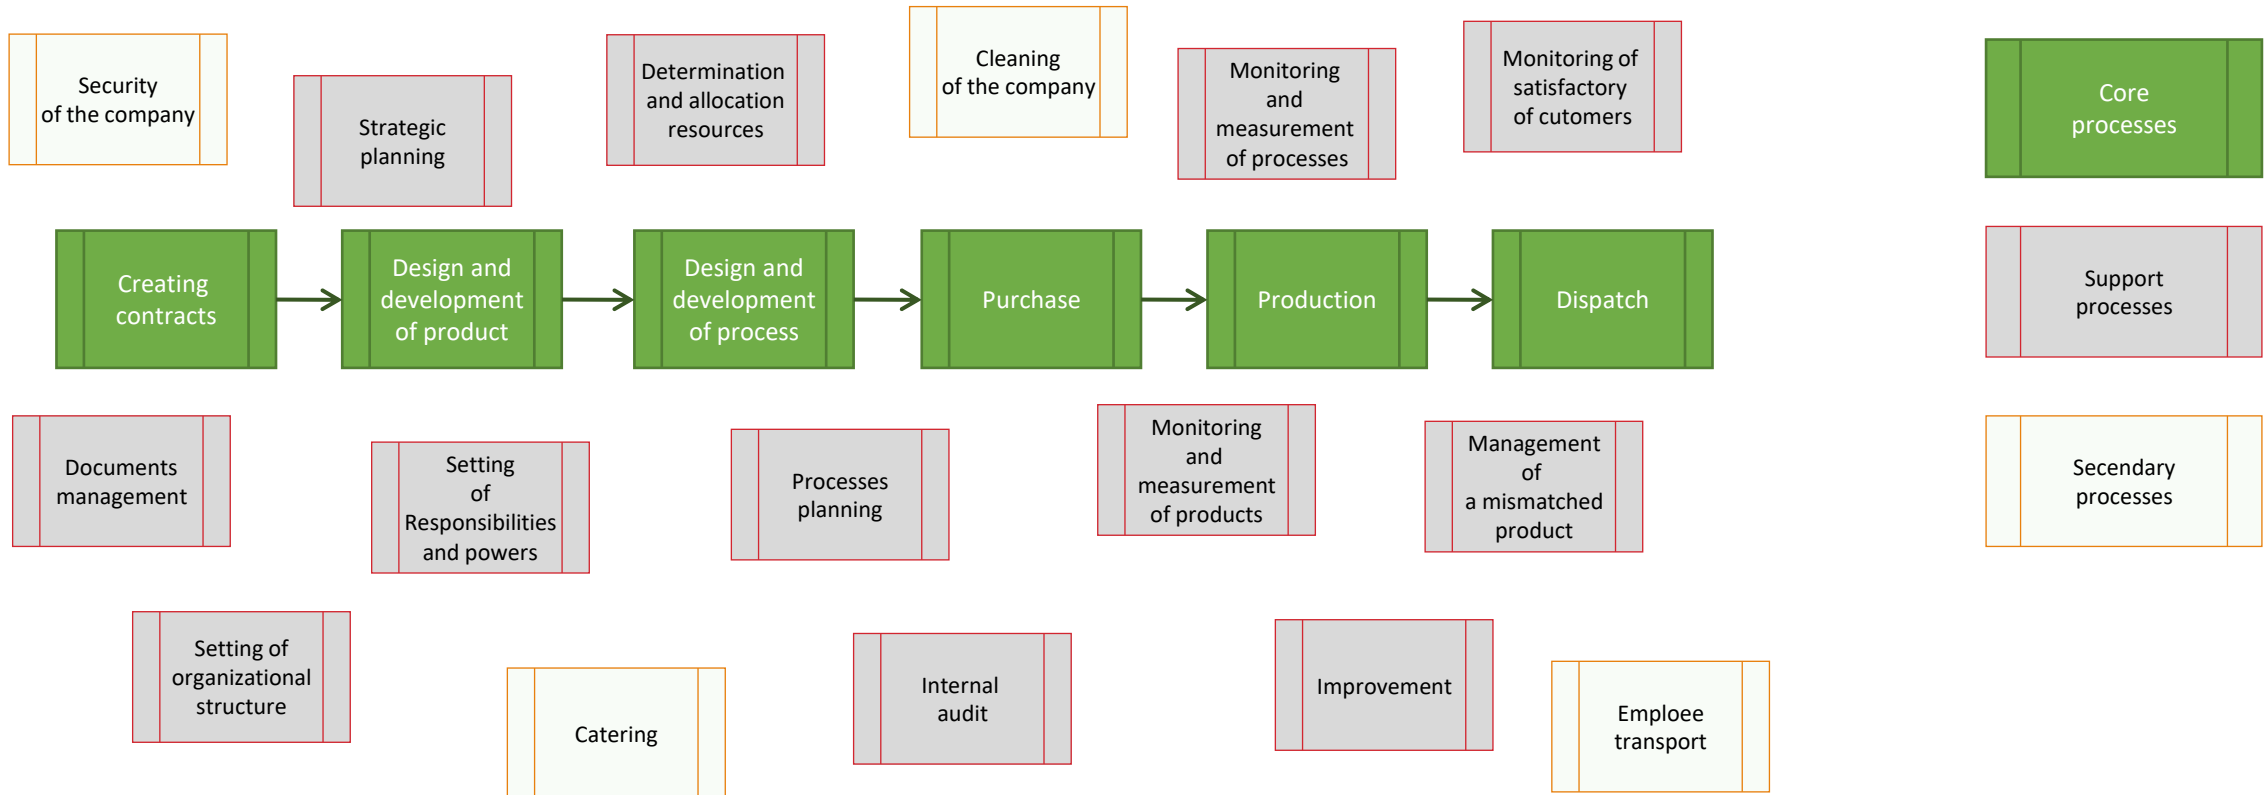 Security
of the company
Strategic
planning
Determination
and allocation
resources
Cleaning
of the company
Monitoring
and
measurement
of processes
Monitoring of
satisfactory
of cutomers
Core
processes
Creating
contracts
Design and
development
of product
Design and
development
of process
Purchase
Production
Dispatch
Support
processes
Documents
management
Setting
of
Responsibilities
and powers
Processes
planning
Monitoring
and
measurement
of products
Management
of
a mismatched
product
Secendary
processes
Setting of
organizational
structure
Catering
Internal
audit
Improvement
Emploee
transport